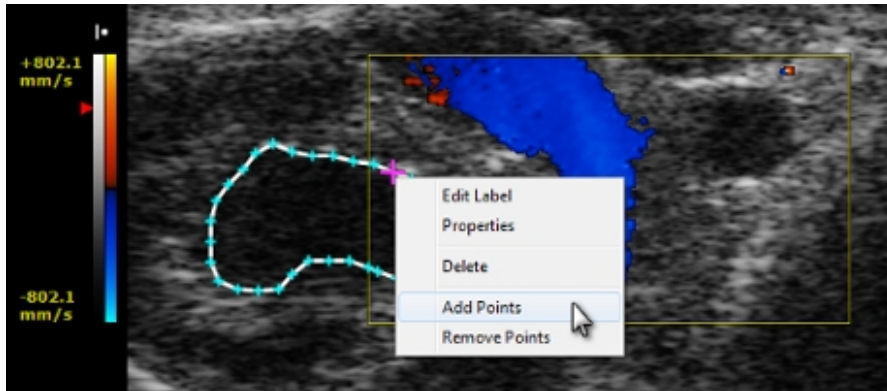 +802.1
mm/s
-802.1
mm/s
Edit Label
Properties
Delete
Add Points
Remove Points